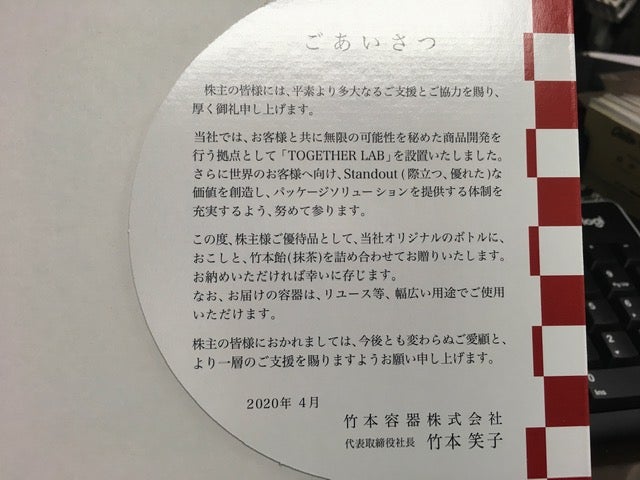 ごあいさつ
株主の皆様には、平素より多大なるご支援とご協力を賜り、
厚く御礼申し上げます。
当社では、お客様と共に無限の可能性を秘めた商品開発を
行う拠点として「TOGETHER LAB」を設置いたしました。
さらに世界のお客様へ向け、Standout (際立つ、優れた)な
価値を創造し、パッケージソリューションを提供する体制を
充実するよう、努めて参ります。
この度、株主様ご優待品として、当社オリジナルのボトルに、
おこしと、竹本飴(抹茶)を詰め合わせてお贈りいたします。
お納めいただければ幸いに存じます。
なお、お届けの容器は、リユース等、幅広い用途でご使用
いただけます。
株主の皆様におかれましては、今後とも変わらぬご愛顧と、
より一層のご支援を賜りますようお願い申し上げます。
2020年 4月
竹本容器株式会社
代表取締役社長 竹本 笑子